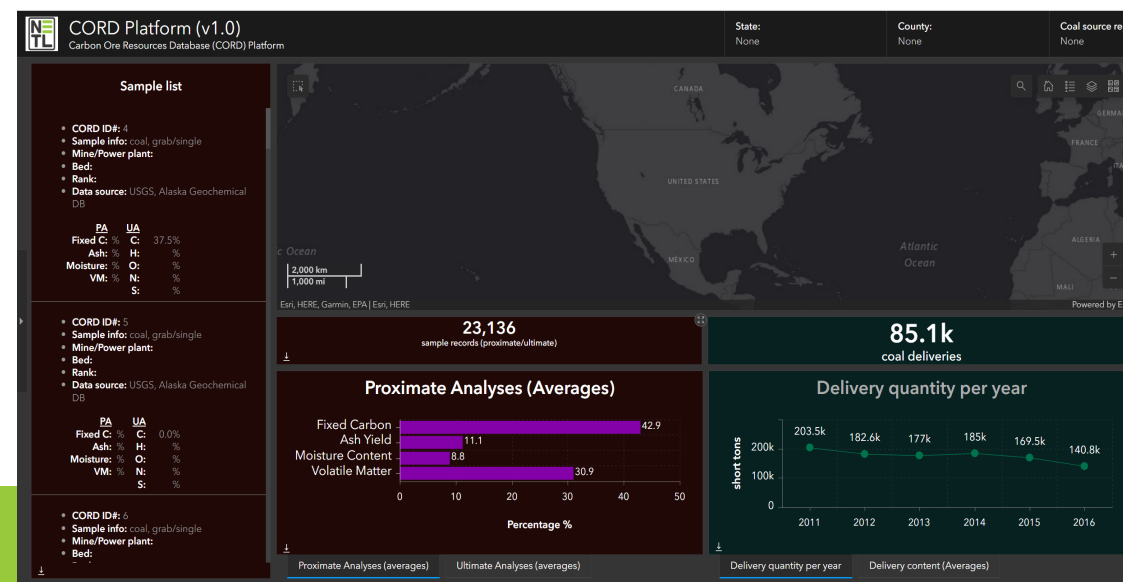 NE
TL
CORD Platform (v1.0)
Carbon Ore Resources Database (CORD) Platform
State:
None
County:
None
Coal source re
None
Sample list
CORD ID#: 4
Sample info: coal, grab/single
Mine/Power plant:
Bed:
Rank:
Data source: USGS, Alaska Geochemical
DB
PA UA
Fixed C: % C: 37.5%
Ash: % H: %
Moisture: % O: %
VM: % N: %
S: %
CORD ID#: 5
Sample info: coal, grab/single
Mine/Power plant:
Bed:
Rank:
Data source: USGS, Alaska Geochemical
DB
PA UA
Fixed C: % C: 0.0%
Ash: % H: %
Moisture: % O: %
VM: % N: %
S: %
CORD ID#: 6
Sample info: coal, grab/single
Mine/Power plant:
Bed:
CANADA
UNITED STATES
MEXICO
c Ocean
Atlantic
Ocean
GERMA
FRANCE
ITA
ALGERIA
MALI
2,000 km
1,000 mi
Esri, HERE, Garmin, EPA | Esri, HERE
Powered by E
23,136
sample records (proximate/ultimate)
85.1k
coal deliveries
Proximate Analyses (Averages)
Fixed Carbon 42.9
Ash Yield 11.1
Moisture Content 8.8
Volatile Matter 30.9
0 10 20 30 40 50
Percentage %
Proximate Analyses (averages)
Ultimate Analyses (averages)
Delivery quantity per year
short tons
200k
100k
0
203.5k 182.6k 177k 185k 169.5k 140.8k
2011 2012 2013 2014 2015 2016
Delivery quantity per year
Delivery content (Averages)